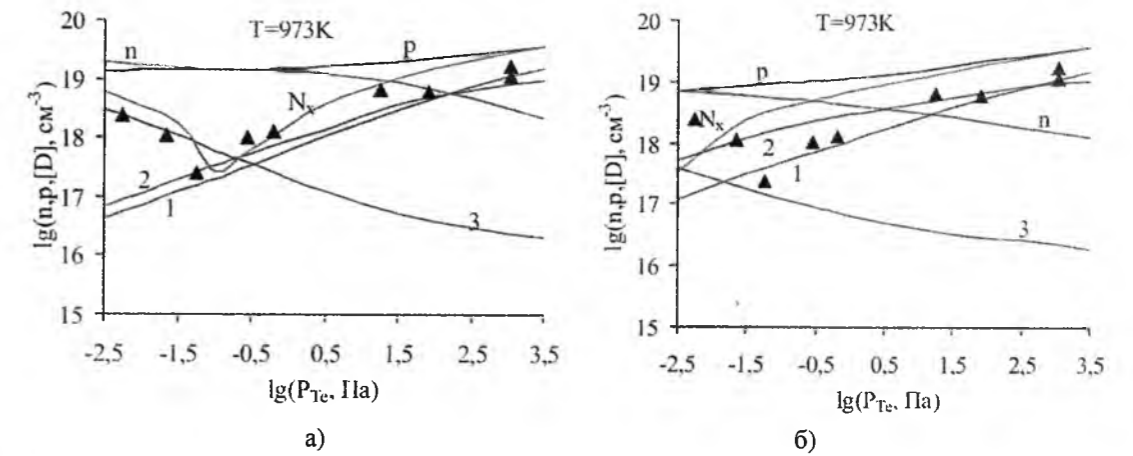 T=973K
lg(n,p,[D], см⁻³)
20
19
18
17
16
15
n
p
Nₓ
2
1
3
-2,5
-1,5
-0,5
0,5
1,5
2,5
3,5
lg(P_Te, Па)
а)
T=973K
lg(n,p,[D], см⁻³)
20
19
18
17
16
15
p
Nₓ
2
n
1
3
-2,5
-1,5
-0,5
0,5
1,5
2,5
3,5
lg(P_Te, Па)
б)